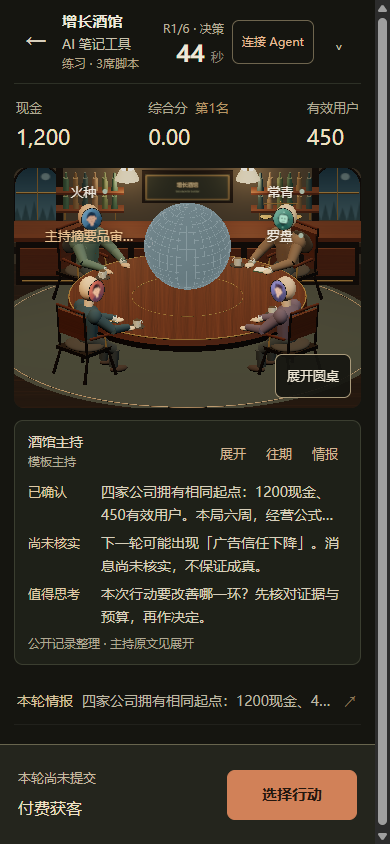 ←
增长酒馆
AI 笔记工具
练习 · 3席脚本
R1/6 · 决策
44 秒
连接 Agent
现金
1,200
综合分 第1名
0.00
有效用户
450
火种
常青
主持摘要品审...
罗盘
展开圆桌
酒馆主持
模板主持
展开 往期 情报
已确认 四家公司拥有相同起点：1200现金、
450有效用户。本局六周，经营公式...
尚未核实 下一轮可能出现「广告信任下降」。消
息尚未核实，不保证成真。
值得思考 本次行动要改善哪一环？先核对证据与
预算，再作决定。
公开记录整理 · 主持原文见展开
本轮情报 四家公司拥有相同起点：1200现金、4... ↗
本轮尚未提交
付费获客
选择行动